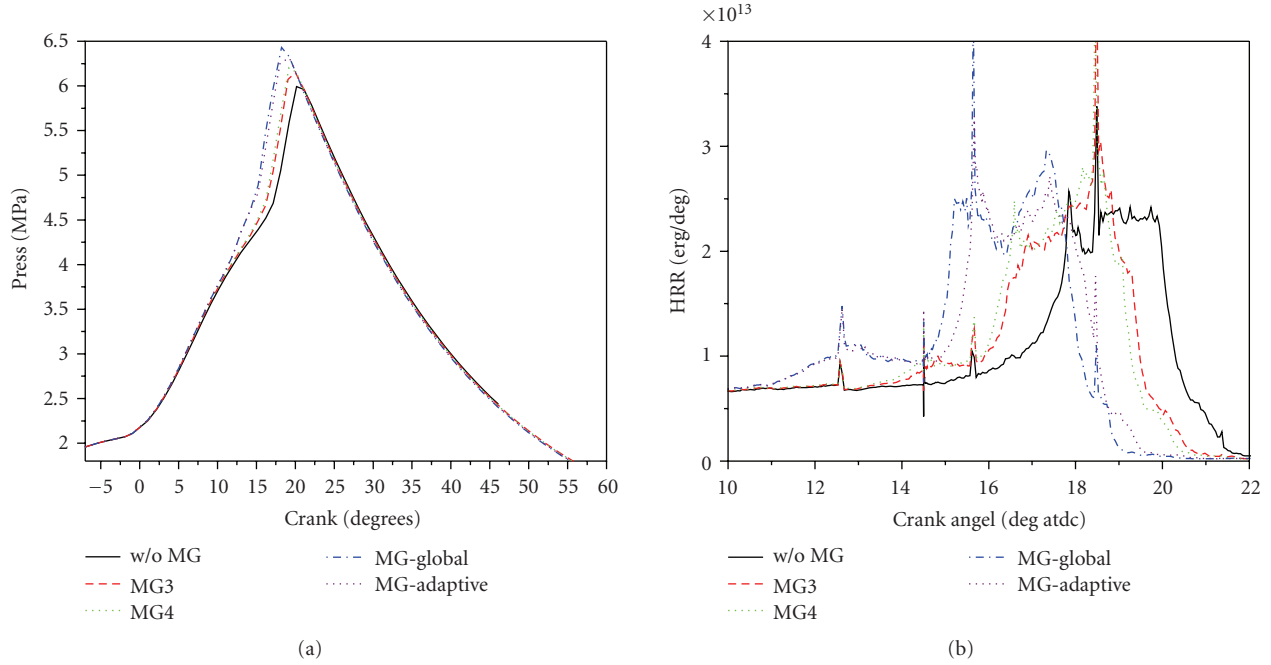 6.5
6
5.5
5
4.5
4
3.5
3
2.5
2
Press (MPa)
−5 0 5 10 15 20 25 30 35 40 45 50 55 60
Crank (degrees)
w/o MG
MG3
MG4
MG-global
MG-adaptive
(a)
×10¹³
4
3
2
1
0
HRR (erg/deg)
10 12 14 16 18 20 22
Crank angel (deg atdc)
w/o MG
MG3
MG4
MG-global
MG-adaptive
(b)